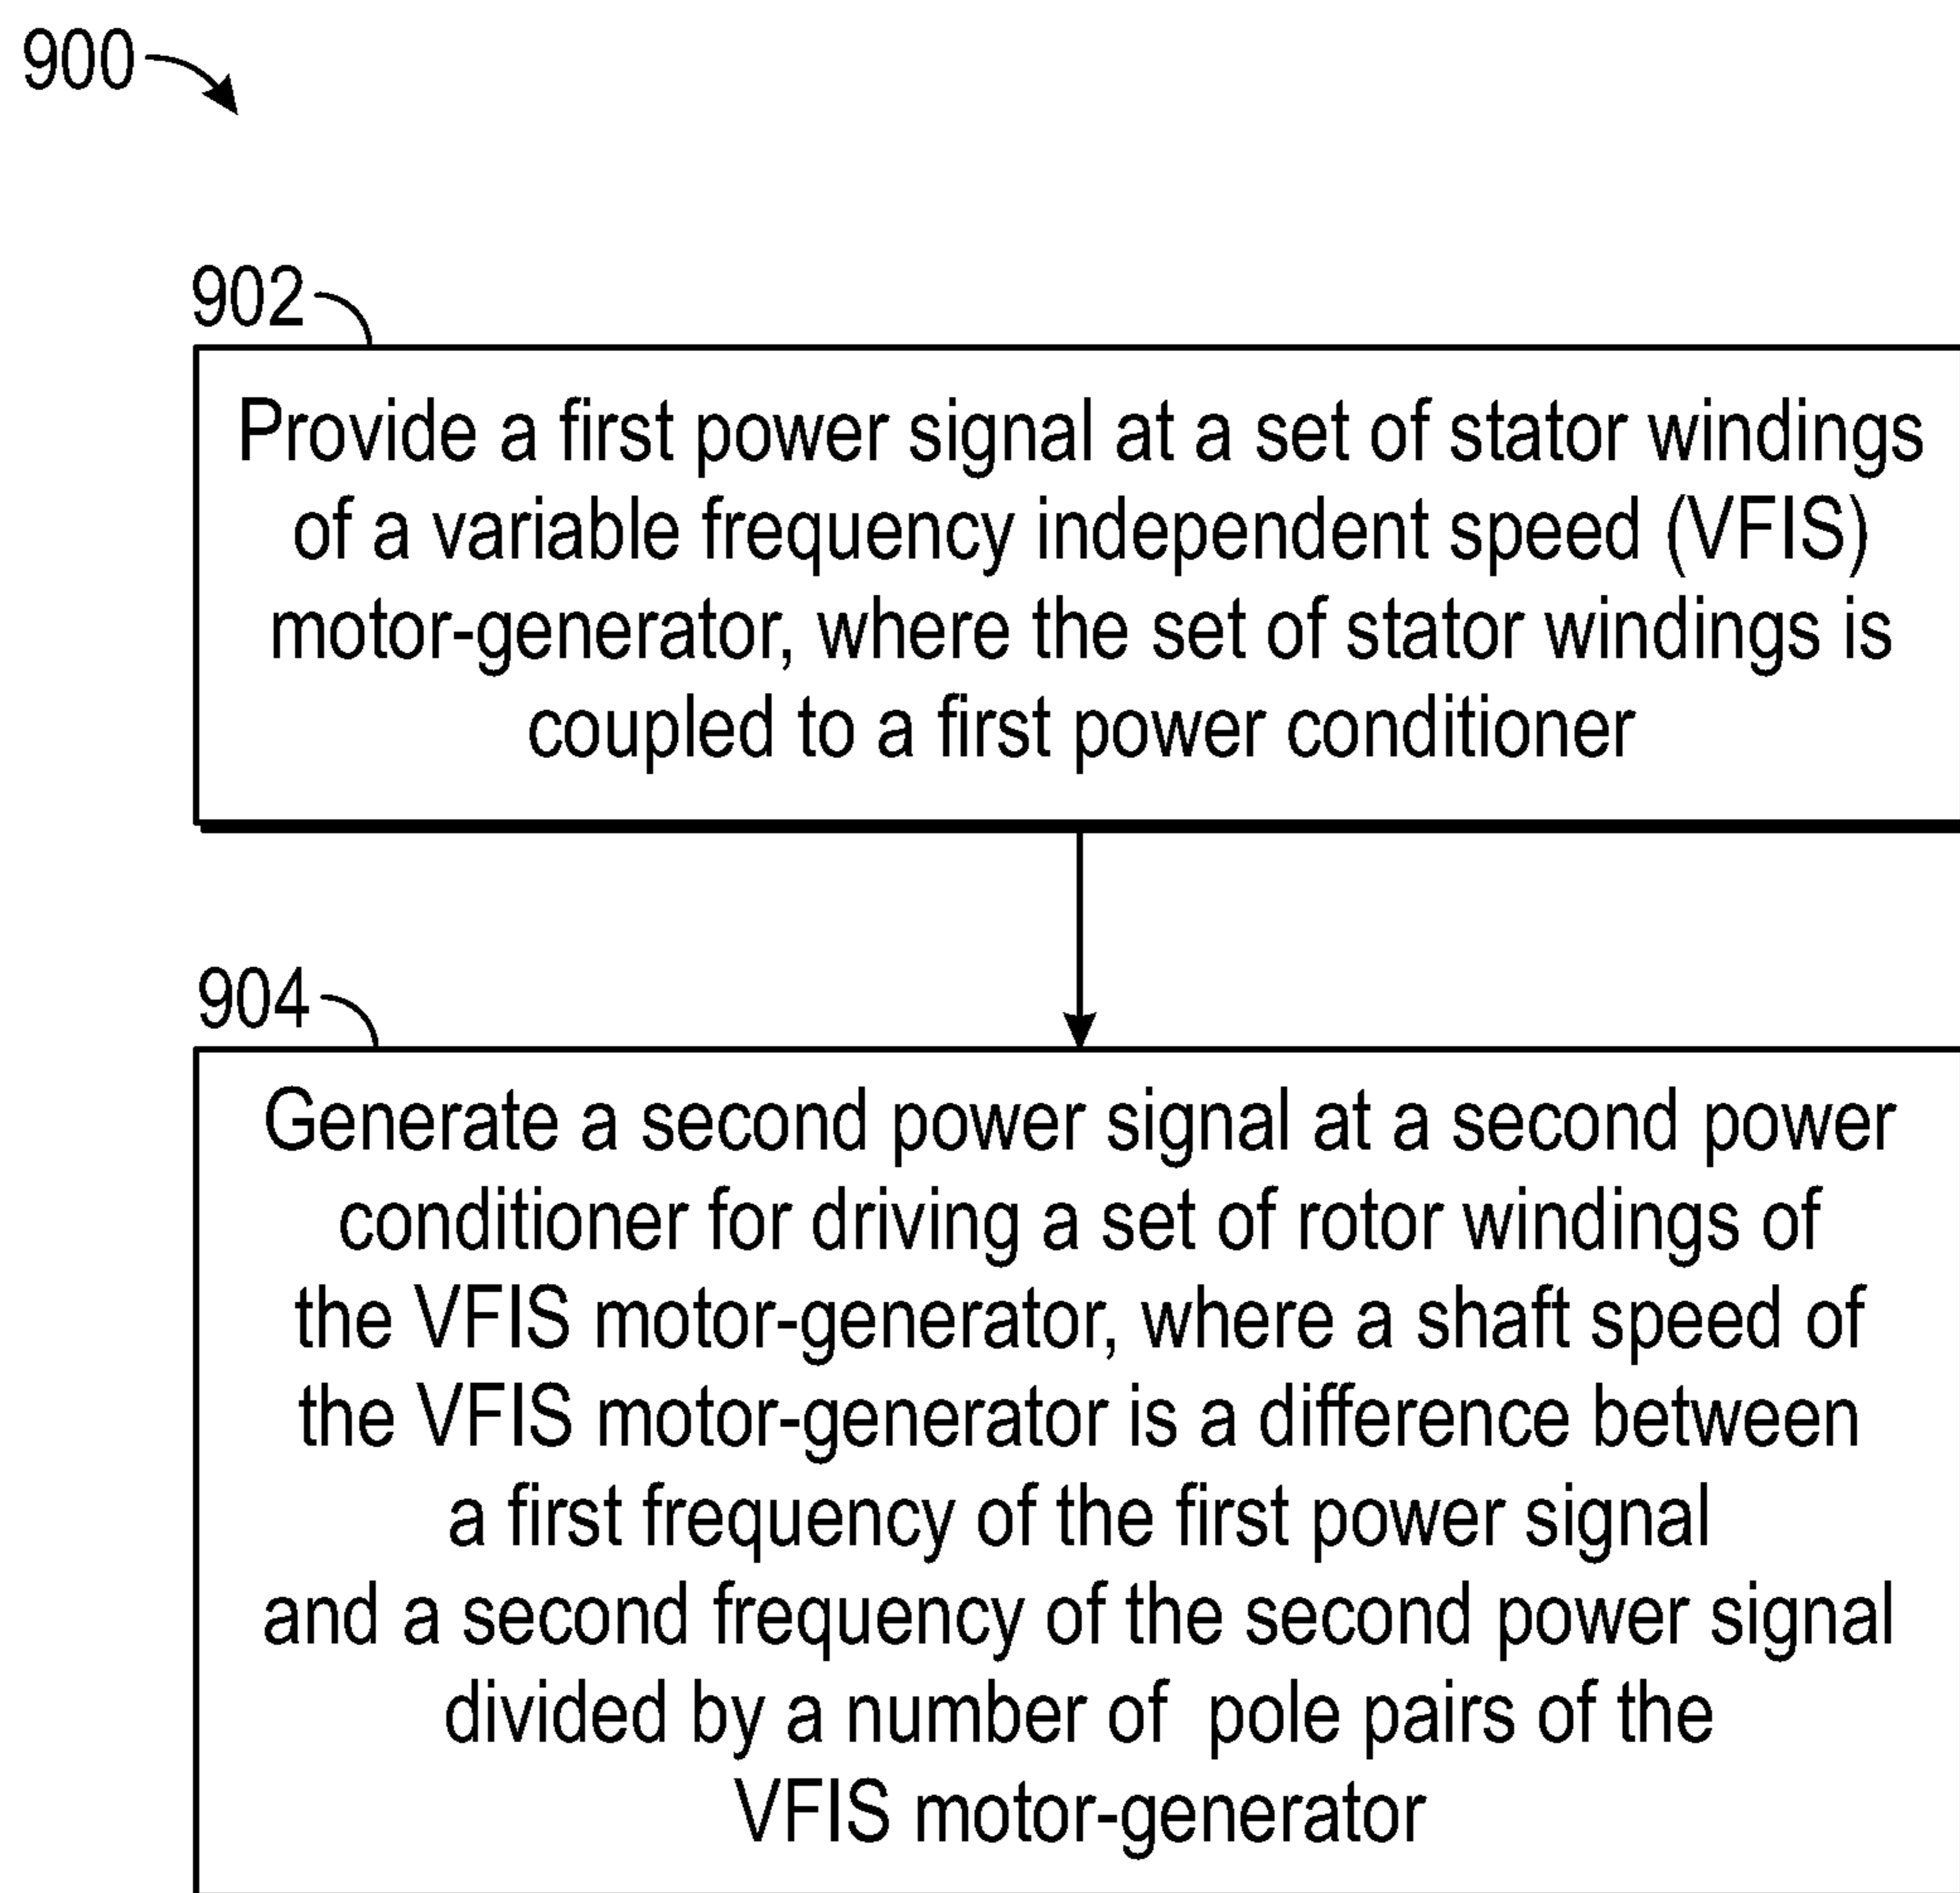 900
902
Provide a first power signal at a set of stator windings
of a variable frequency independent speed (VFIS)
motor-generator, where the set of stator windings is
coupled to a first power conditioner
904
Generate a second power signal at a second power
conditioner for driving a set of rotor windings of
the VFIS motor-generator, where a shaft speed of
the VFIS motor-generator is a difference between
a first frequency of the first power signal
and a second frequency of the second power signal
divided by a number of pole pairs of the
VFIS motor-generator